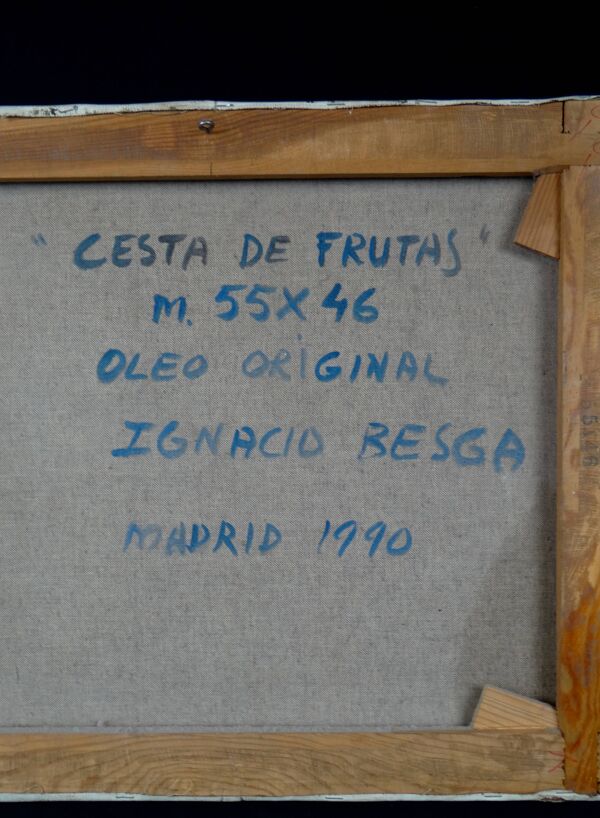 "CESTA DE FRUTAS"
M. 55X46
OLEO ORIGINAL
IGNACIO BESGA
MADRID 1990